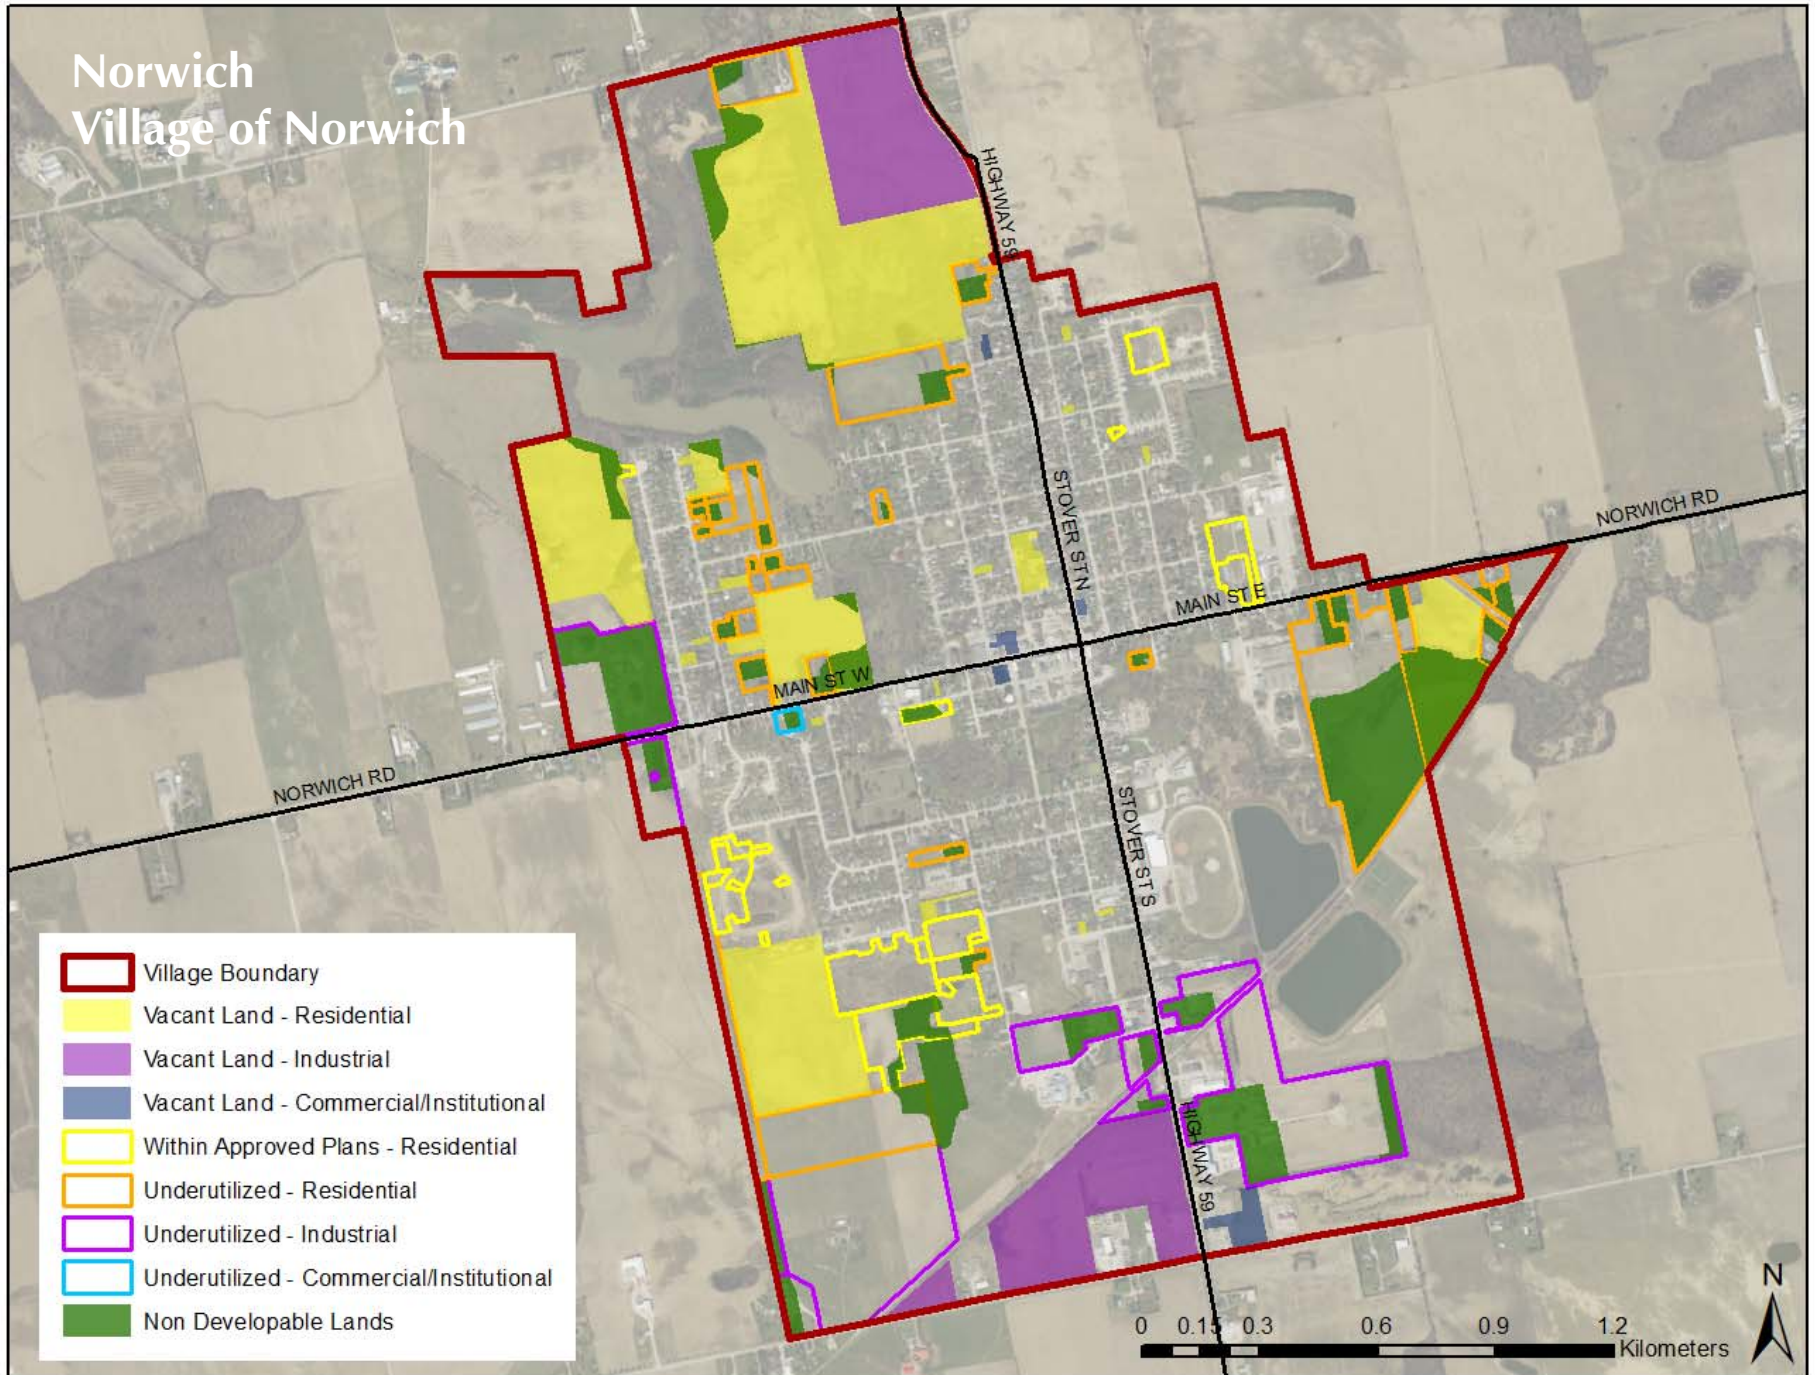 Norwich
Village of Norwich
HIGHWAY 59
STOVER ST N
NORWICH RD
MAIN ST E
MAIN ST W
NORWICH RD
STOVER ST S
HIGHWAY 59
Village Boundary
Vacant Land - Residential
Vacant Land - Industrial
Vacant Land - Commercial/Institutional
Within Approved Plans - Residential
Underutilized - Residential
Underutilized - Industrial
Underutilized - Commercial/Institutional
Non Developable Lands
N
0 0.15 0.3 0.6 0.9 1.2
Kilometers